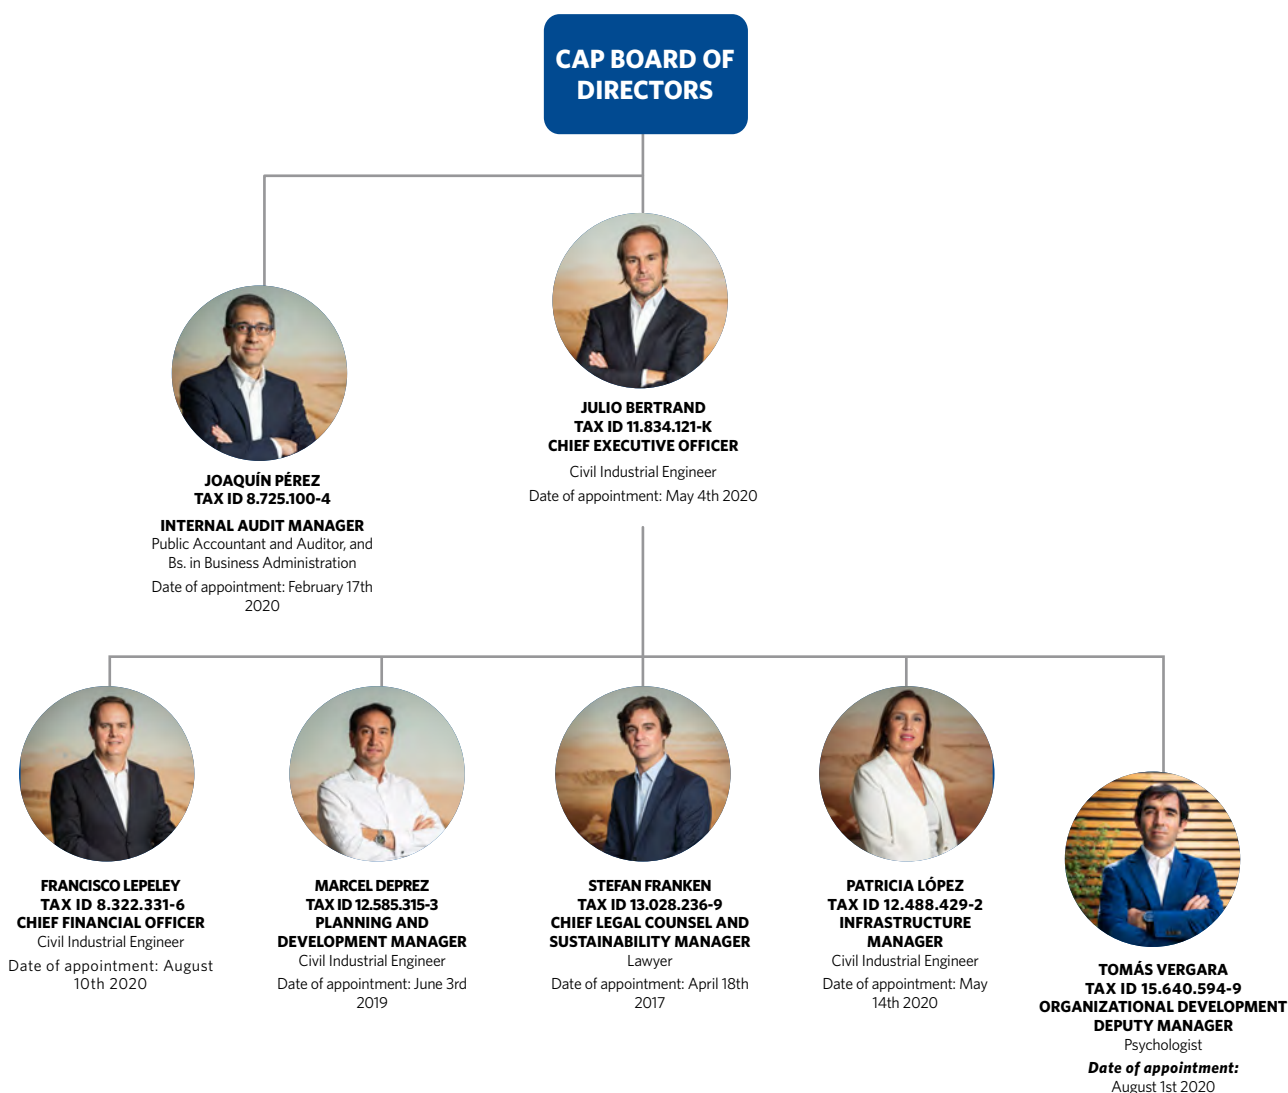 CAP BOARD OF
DIRECTORS
JULIO BERTRAND
TAX ID 11.834.121-K
CHIEF EXECUTIVE OFFICER
Civil Industrial Engineer
Date of appointment: May 4th 2020
JOAQUÍN PÉREZ
TAX ID 8.725.100-4
INTERNAL AUDIT MANAGER
Public Accountant and Auditor, and
Bs. in Business Administration
Date of appointment: February 17th
2020
FRANCISCO LEPELEY
TAX ID 8.322.331-6
CHIEF FINANCIAL OFFICER
Civil Industrial Engineer
Date of appointment: August
10th 2020
MARCEL DEPREZ
TAX ID 12.585.315-3
PLANNING AND
DEVELOPMENT MANAGER
Civil Industrial Engineer
Date of appointment: June 3rd
2019
STEFAN FRANKEN
TAX ID 13.028.236-9
CHIEF LEGAL COUNSEL AND
SUSTAINABILITY MANAGER
Lawyer
Date of appointment: April 18th
2017
PATRICIA LÓPEZ
TAX ID 12.488.429-2
INFRASTRUCTURE
MANAGER
Civil Industrial Engineer
Date of appointment: May
14th 2020
TOMÁS VERGARA
TAX ID 15.640.594-9
ORGANIZATIONAL DEVELOPMENT
DEPUTY MANAGER
Psychologist
Date of appointment:
August 1st 2020